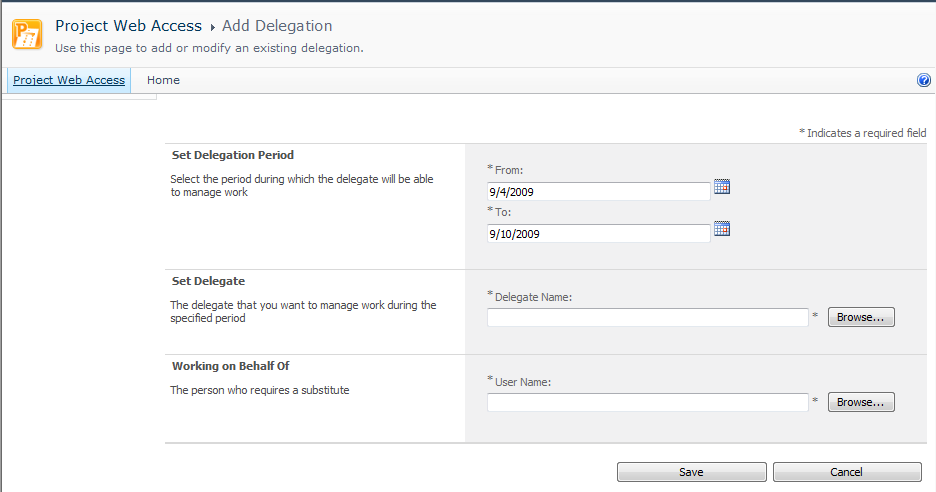 Project Web Access ▸ Add Delegation
Use this page to add or modify an existing delegation.
Project Web Access Home
* Indicates a required field
Set Delegation Period
Select the period during which the delegate will be able
to manage work
* From:
9/4/2009
* To:
9/10/2009
Set Delegate
The delegate that you want to manage work during the
specified period
* Delegate Name:
* Browse...
Working on Behalf Of
The person who requires a substitute
* User Name:
* Browse...
Save Cancel